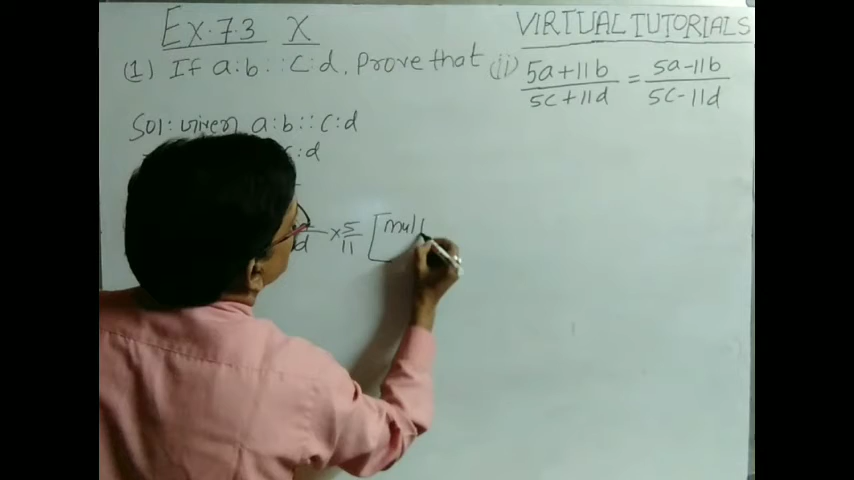 Ex. 7.3 X
VIRTUAL TUTORIALS
(1) If a:b::c:d, Prove that (ii) 5a+11b/5c+11d = 5a-11b/5c-11d
Sol: Given a:b::c:d
c:d
d × 5/11 [mul